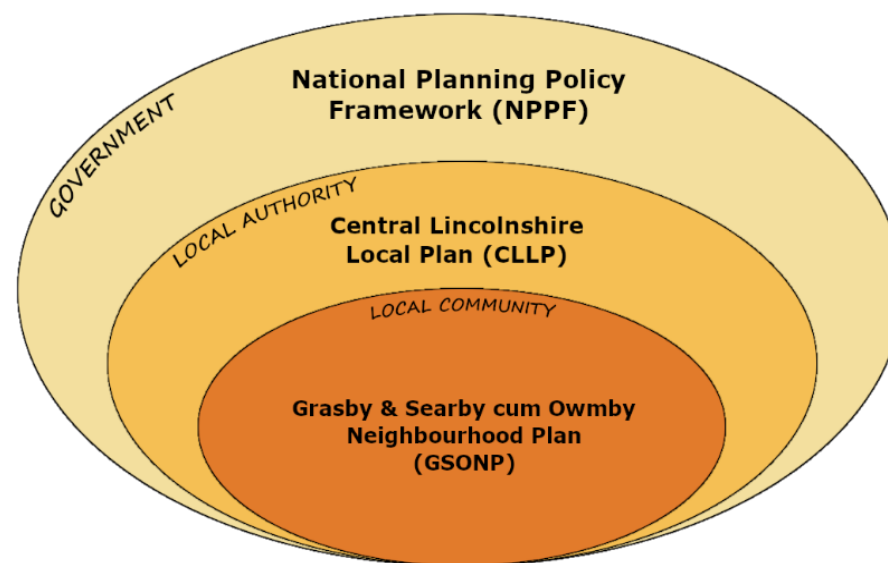 National Planning Policy
Framework (NPPF)
GOVERNMENT
LOCAL AUTHORITY
Central Lincolnshire
Local Plan (CLLP)
LOCAL COMMUNITY
Grasby & Searby cum Owmby
Neighbourhood Plan
(GSONP)